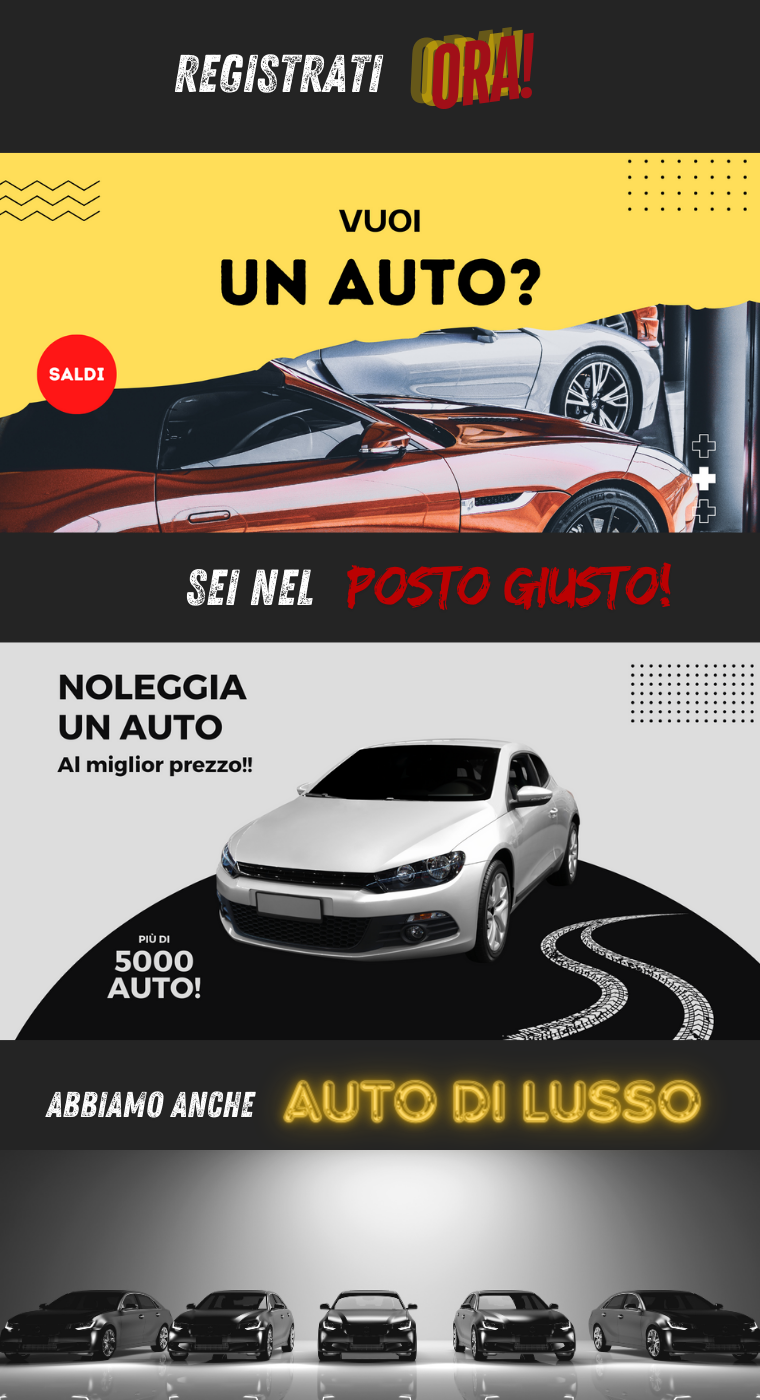 REGISTRATI ORA!
VUOI
UN AUTO?
SALDI
SEI NEL POSTO GIUSTO!
NOLEGGIA
UN AUTO
Al miglior prezzo!!
PIÙ DI
5000
AUTO!
ABBIAMO ANCHE AUTO DI LUSSO